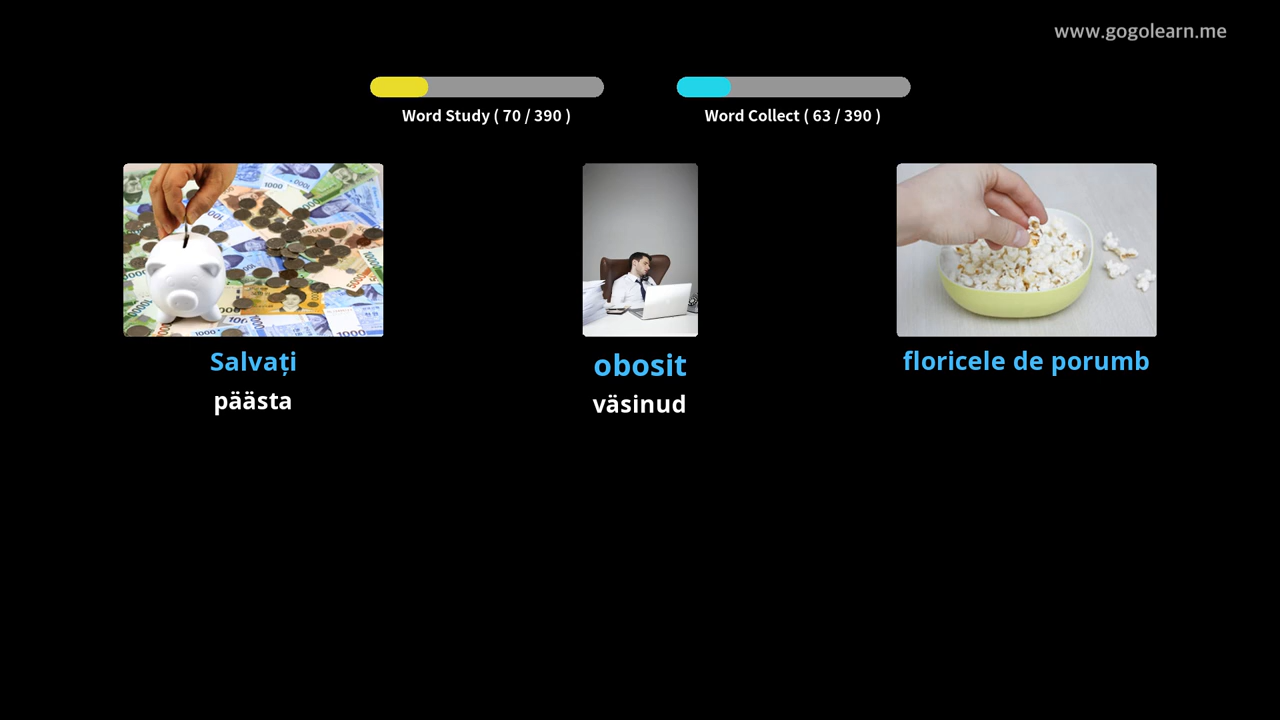 www.gogolearn.me
Word Study ( 70 / 390 )
Word Collect ( 63 / 390 )
Salvați
obosit
floricele de porumb
päästa
väsinud